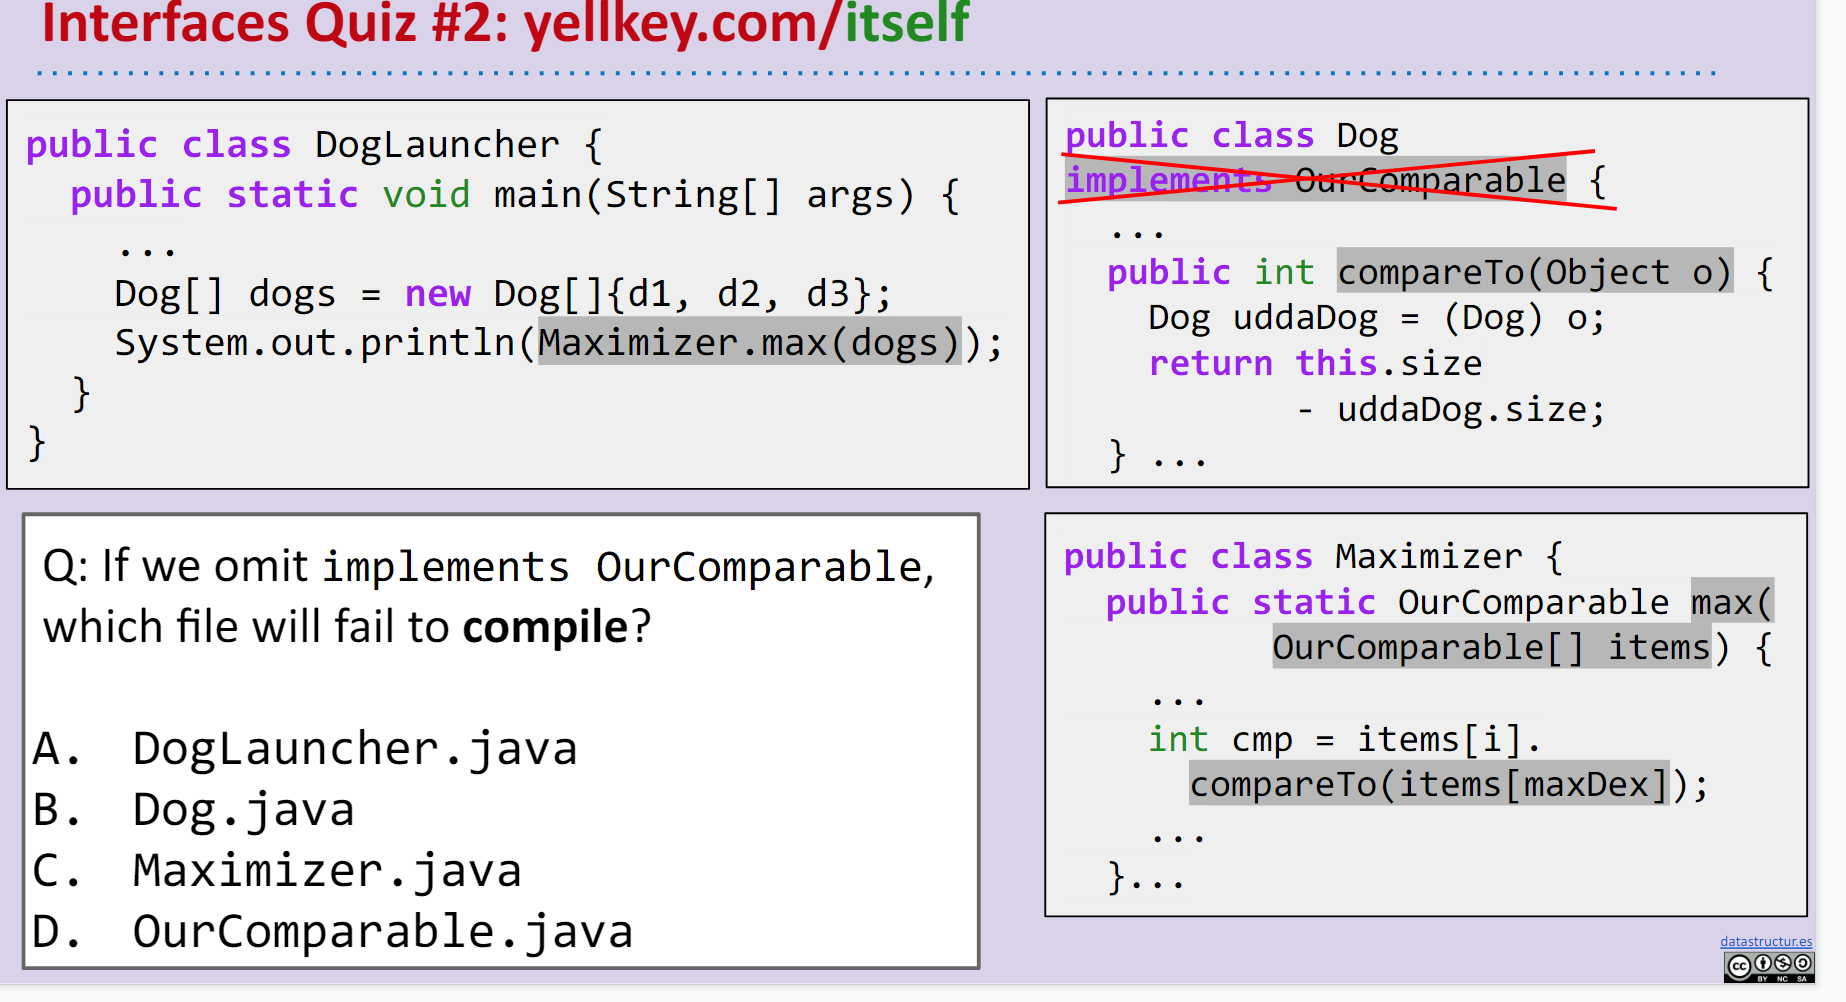 Interfaces Quiz #2: yellkey.com/itself
public class DogLauncher {
public static void main(String[] args) {
...
Dog[] dogs = new Dog[]{d1, d2, d3};
System.out.println(Maximizer.max(dogs));
}
}
public class Dog
implements OurComparable {
...
public int compareTo(Object o) {
Dog uddaDog = (Dog) o;
return this.size
- uddaDog.size;
} ...
Q: If we omit implements OurComparable,
which file will fail to compile?
A. DogLauncher.java
B. Dog.java
C. Maximizer.java
D. OurComparable.java
public class Maximizer {
public static OurComparable max(
OurComparable[] items) {
...
int cmp = items[i].
compareTo(items[maxDex]);
...
}...
datastructur.es
cc
BY NC SA